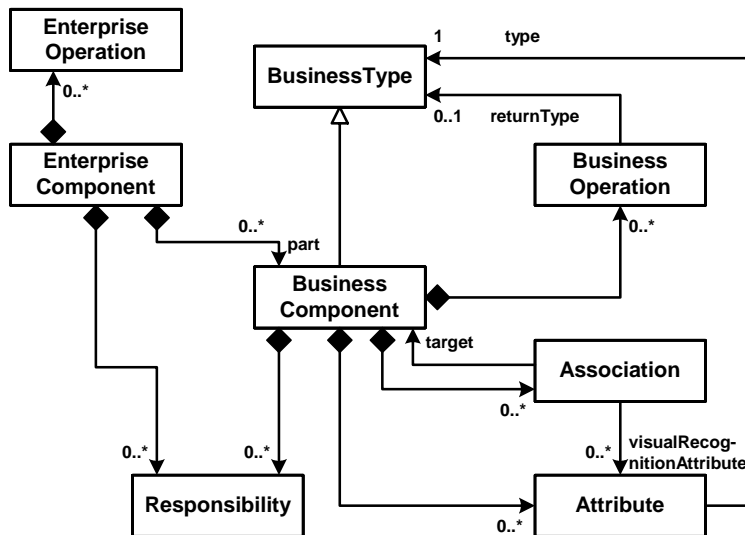 Enterprise
Operation
1
type
BusinessType
0..*
0..1
returnType
Enterprise
Component
Business
Operation
0..*
part
0..*
Business
Component
target
Association
0..*
0..*
0..*
0..*
visualRecog-
nitionAttribute
Responsibility
Attribute
0..*